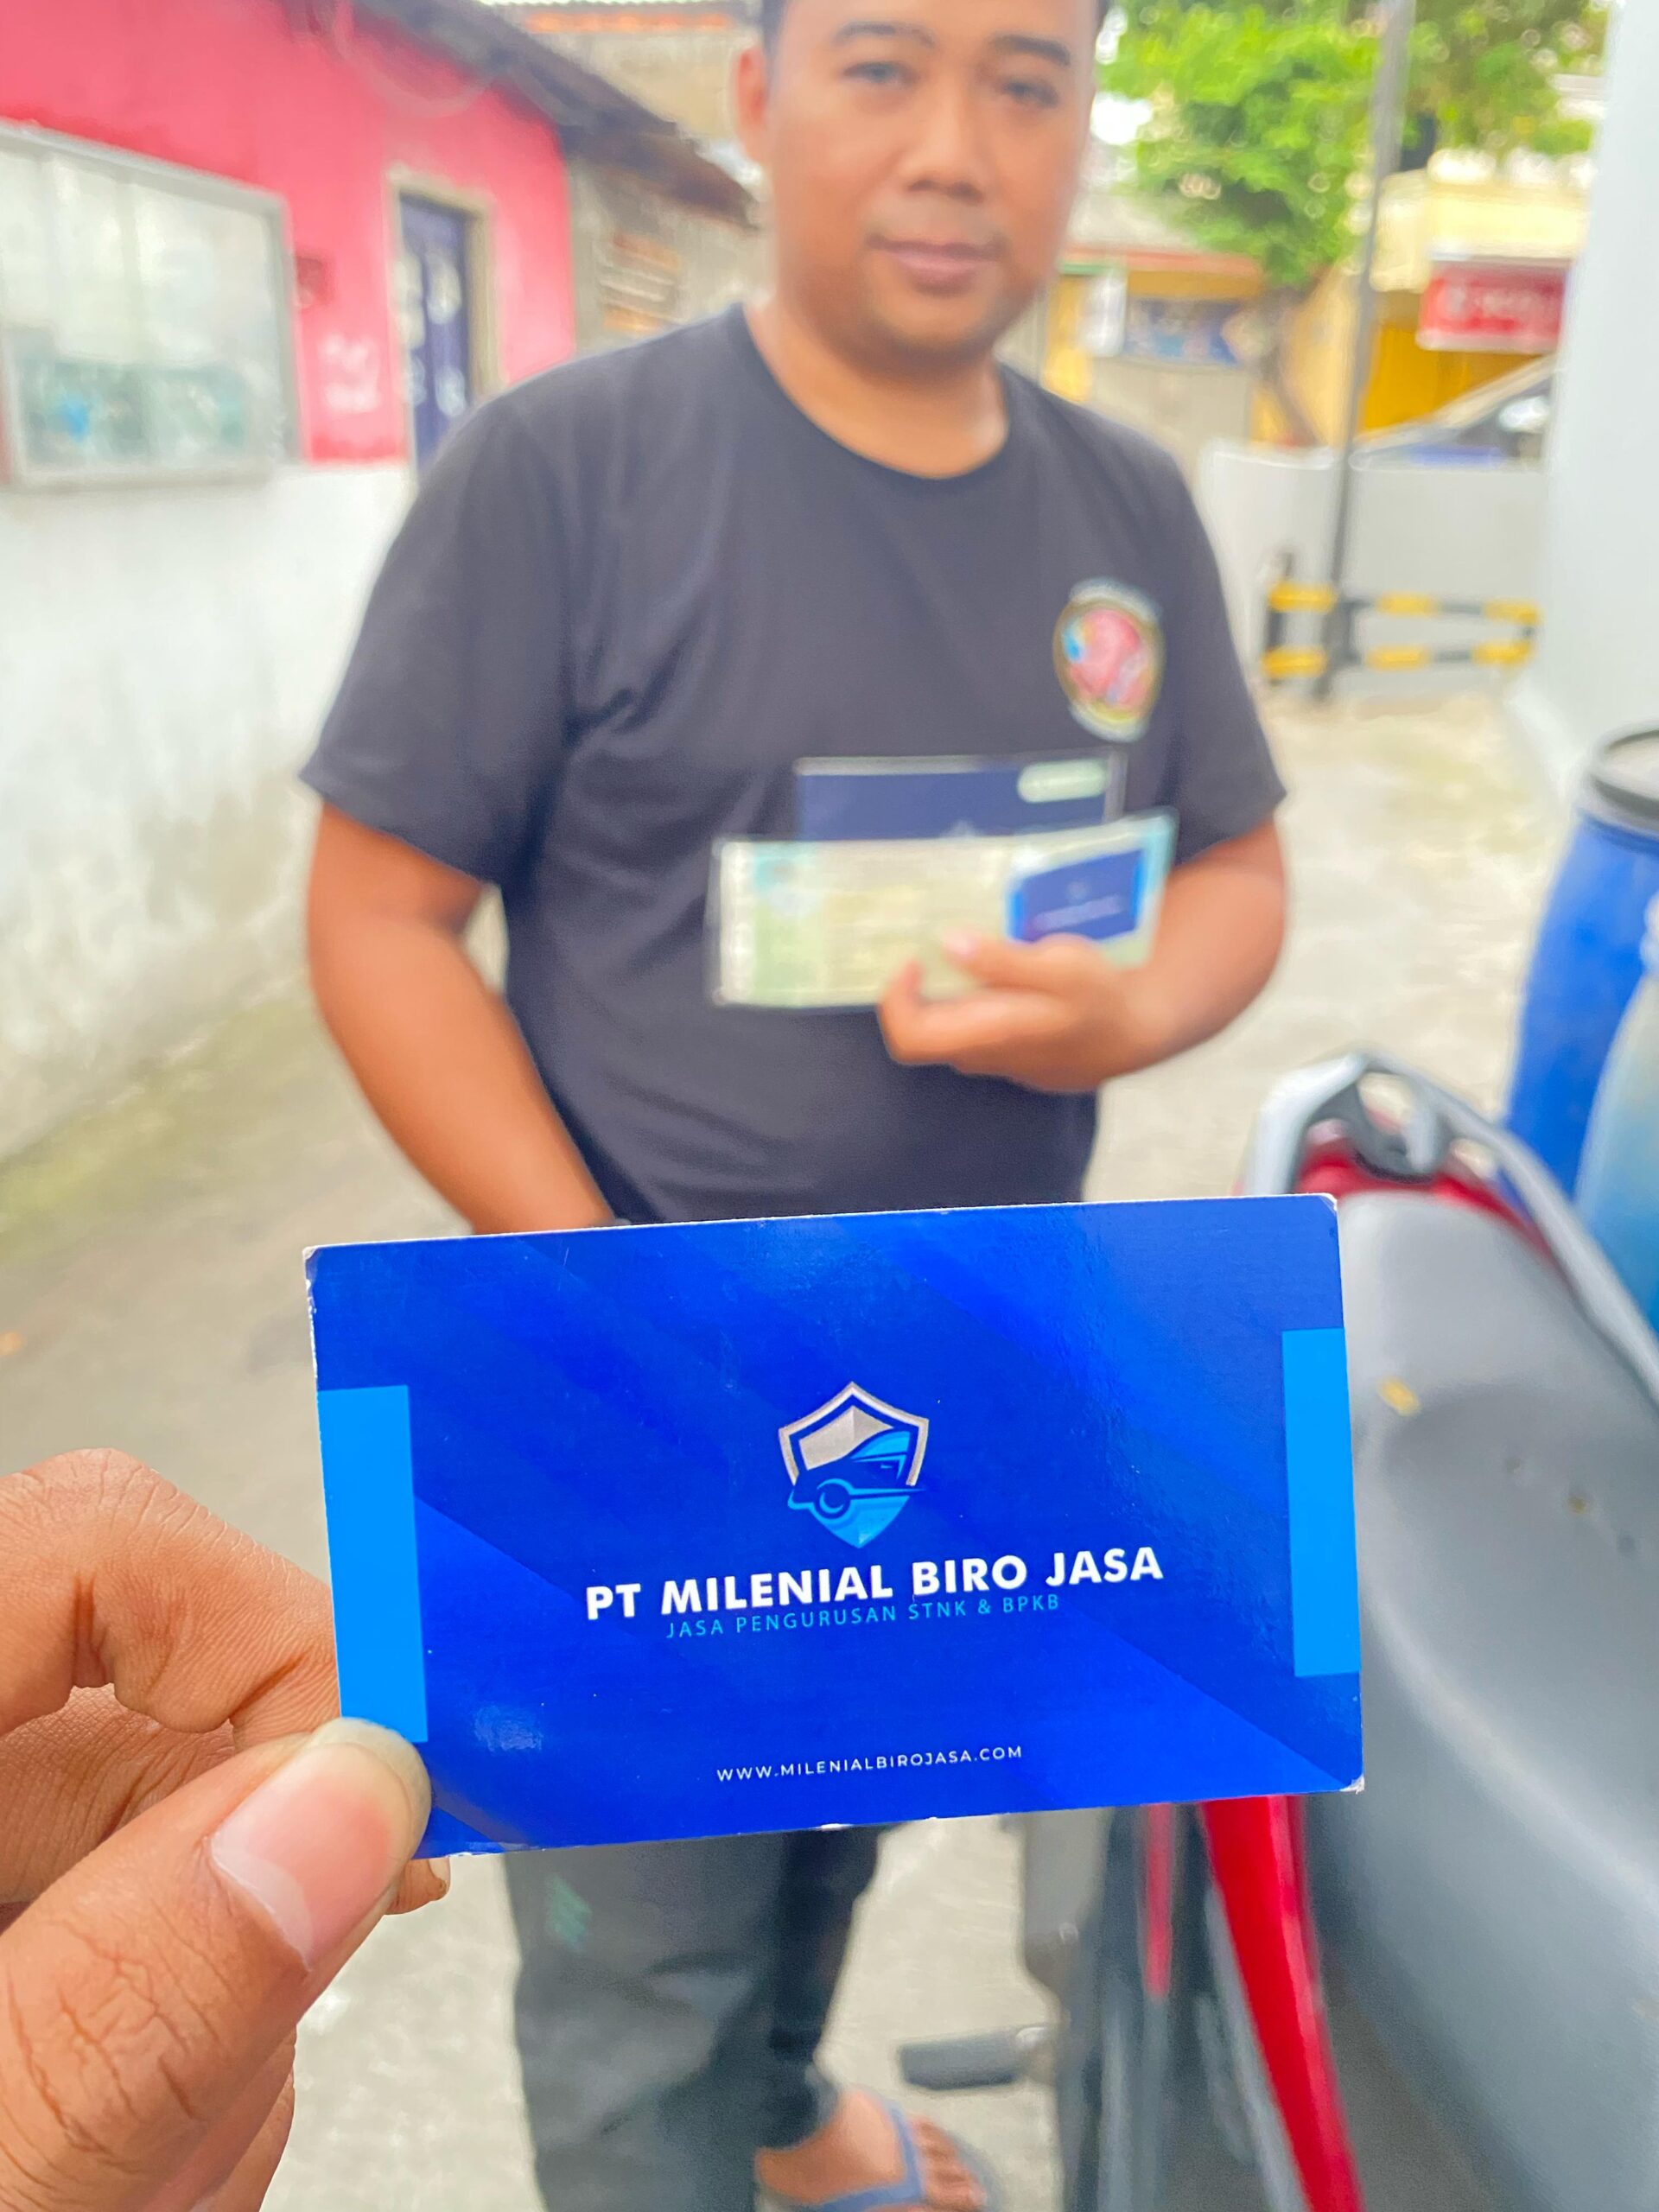 PT MILENIAL BIRO JASA
JASA PENGURUSAN STNK & BPKB
WWW.MILENIALBIROJASA.COM